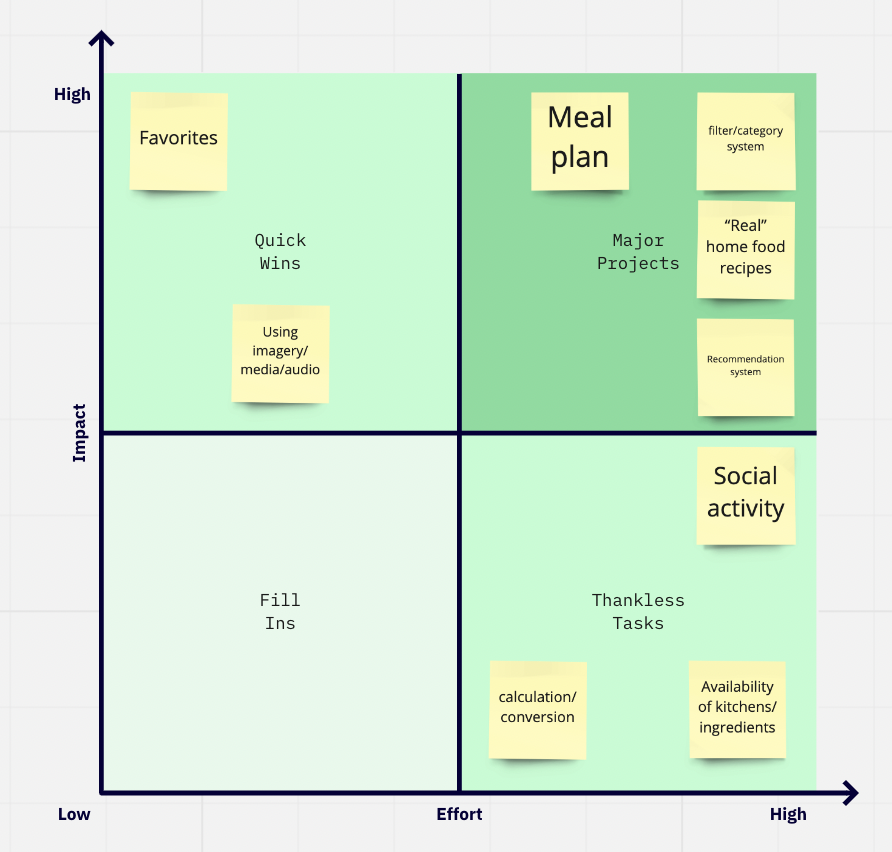 High
Favorites
Meal
plan
filter/category
system
Quick
Wins
Major
Projects
“Real”
home food
recipes
Using
imagery/
media/audio
Recommendation
system
Impact
Social
activity
Fill
Ins
Thankless
Tasks
calculation/
conversion
Availability
of kitchens/
ingredients
Low
Effort
High